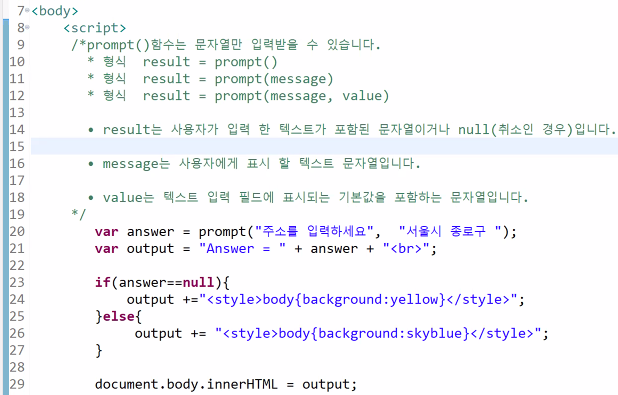 7 <body>
8 <script>
9 /*prompt()함수는 문자열만 입력받을 수 있습니다.
10 * 형식 result = prompt()
11 * 형식 result = prompt(message)
12 * 형식 result = prompt(message, value)
13
14 • result는 사용자가 입력 한 텍스트가 포함된 문자열이거나 null(취소인 경우)입니다.
15
16 • message는 사용자에게 표시 할 텍스트 문자열입니다.
17
18 • value는 텍스트 입력 필드에 표시되는 기본값을 포함하는 문자열입니다.
19 */
20 var answer = prompt("주소를 입력하세요", "서울시 종로구 ");
21 var output = "Answer = " + answer + "<br>";
22
23 if(answer==null){
24 output +="<style>body{background:yellow}</style>";
25 }else{
26 output += "<style>body{background:skyblue}</style>";
27 }
28
29 document.body.innerHTML = output;